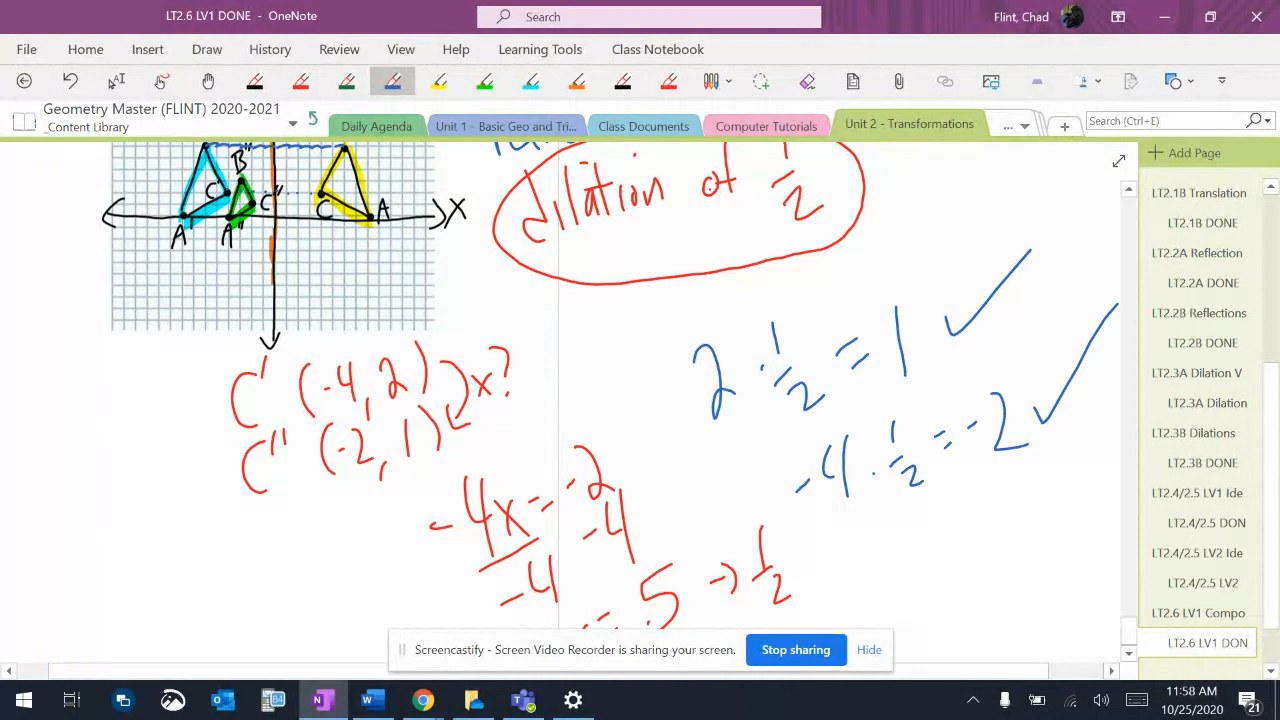 LT2.6 LV1 DONE - OneNote
Search
Flint, Chad
File Home Insert Draw History Review View Help Learning Tools Class Notebook
Geometry Master (FLINT) 2020-2021
_Content Library
Daily Agenda
Unit 1 - Basic Geo and Tri...
Class Documents
Computer Tutorials
Unit 2 - Transformations
...
Search (Ctrl+E)
Add Page
LT2.1B Translation
LT2.1B DONE
LT2.2A Reflection
LT2.2A DONE
LT2.2B Reflections
LT2.2B DONE
LT2.3A Dilation V
LT2.3A Dilation
LT2.3B Dilations
LT2.3B DONE
LT2.4/2.5 LV1 Ide
LT2.4/2.5 DON
LT2.4/2.5 LV2 Ide
LT2.4/2.5 LV2
LT2.6 LV1 Compo
LT2.6 LV1 DON
B"
C' C" C A X
A' A"
dilation of 1/2
C' (-4, 2) x?
C" (-2, 1)
-4x = -2
-4 -4
= .5 → 1/2
2 · 1/2 = 1 ✓
-4 · 1/2 = -2 ✓
Screencastify - Screen Video Recorder is sharing your screen.
Stop sharing
Hide
11:58 AM
10/25/2020
21